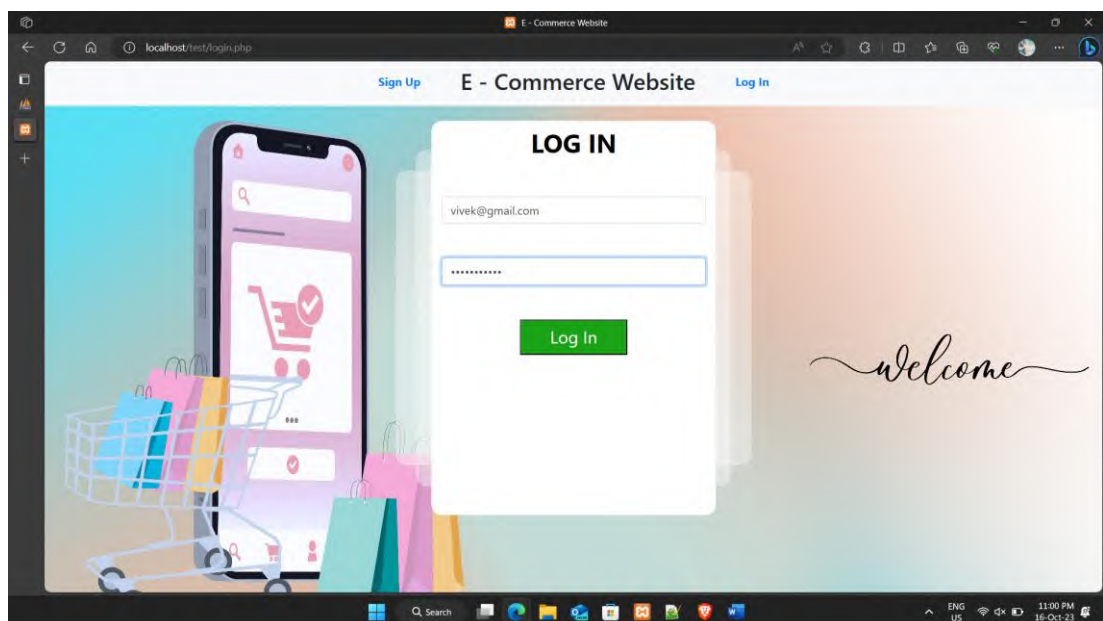 E - Commerce Website
localhost/test/login.php
Sign Up
E - Commerce Website
Log In
LOG IN
vivek@gmail.com
•••••••••••
Log In
welcome
Search
ENG
US
11:00 PM
16-Oct-23